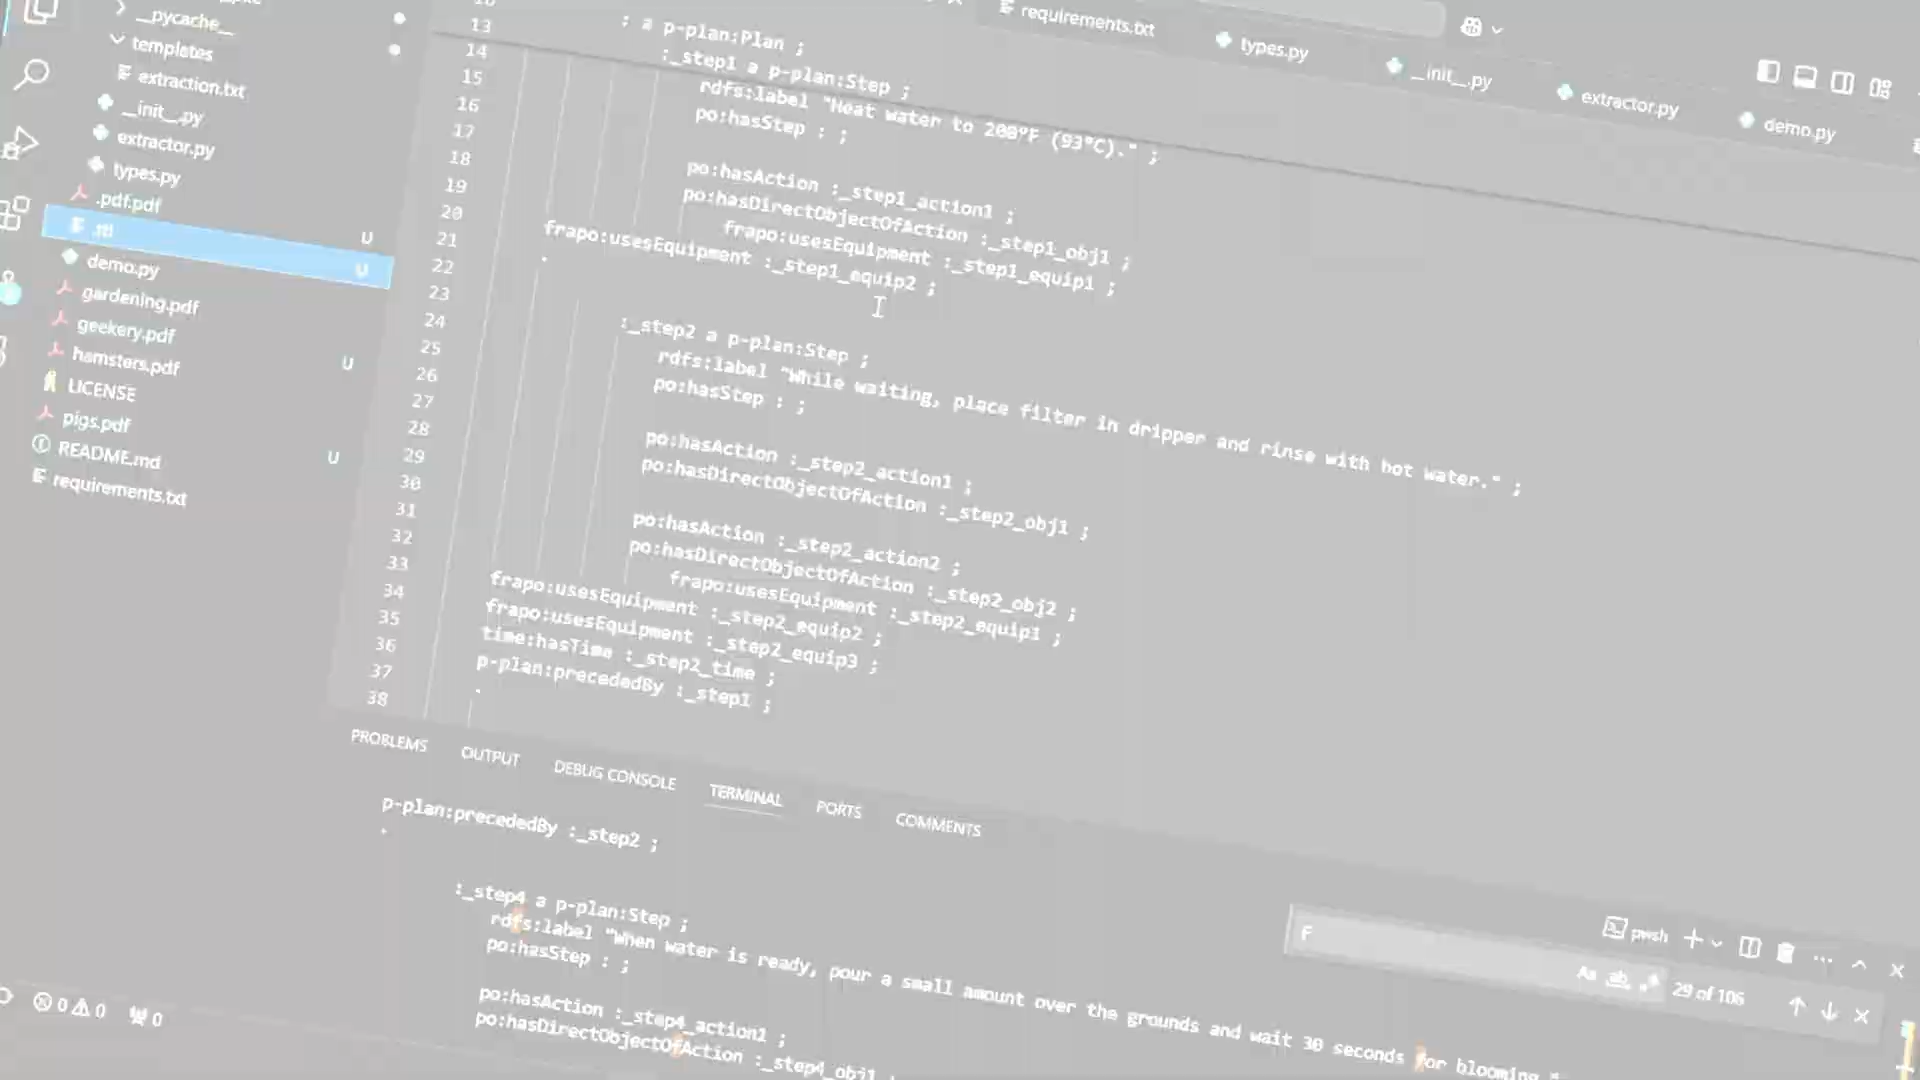 __pycache__
templates
extraction.txt
__init__.py
extractor.py
types.py
.pdf.pdf
U
.ttl
U
demo.py
gardening.pdf
geekery.pdf
hamsters.pdf
U
LICENSE
pigs.pdf
README.md
U
requirements.txt
requirements.txt
types.py
__init__.py
extractor.py
demo.py
13
: a p-plan:Plan ;
14
:_step1 a p-plan:Step ;
15
rdfs:label "Heat water to 200°F (93°C)." ;
16
po:hasStep : ;
17
18
po:hasAction :_step1_action1 ;
19
po:hasDirectObjectOfAction :_step1_obj1 ;
20
frapo:usesEquipment :_step1_equip1 ;
21
frapo:usesEquipment :_step1_equip2 ;
22
.
23
24
:_step2 a p-plan:Step ;
25
rdfs:label "While waiting, place filter in dripper and rinse with hot water." ;
26
po:hasStep : ;
27
28
po:hasAction :_step2_action1 ;
29
po:hasDirectObjectOfAction :_step2_obj1 ;
30
31
po:hasAction :_step2_action2 ;
32
po:hasDirectObjectOfAction :_step2_obj2 ;
33
frapo:usesEquipment :_step2_equip1 ;
34
frapo:usesEquipment :_step2_equip2 ;
35
frapo:usesEquipment :_step2_equip3 ;
36
time:hasTime :_step2_time ;
37
p-plan:precededBy :_step1 ;
38
.
PROBLEMS OUTPUT DEBUG CONSOLE TERMINAL PORTS COMMENTS
p-plan:precededBy :_step2 ;
.
:_step4 a p-plan:Step ;
rdfs:label "When water is ready, pour a small amount over the grounds and wait 30 seconds for blooming."
po:hasStep : ;
po:hasAction :_step4_action1 ;
po:hasDirectObjectOfAction :_step4_obj1 ;
pwsh
F
Aa ab .*
29 of 106
0 0 0